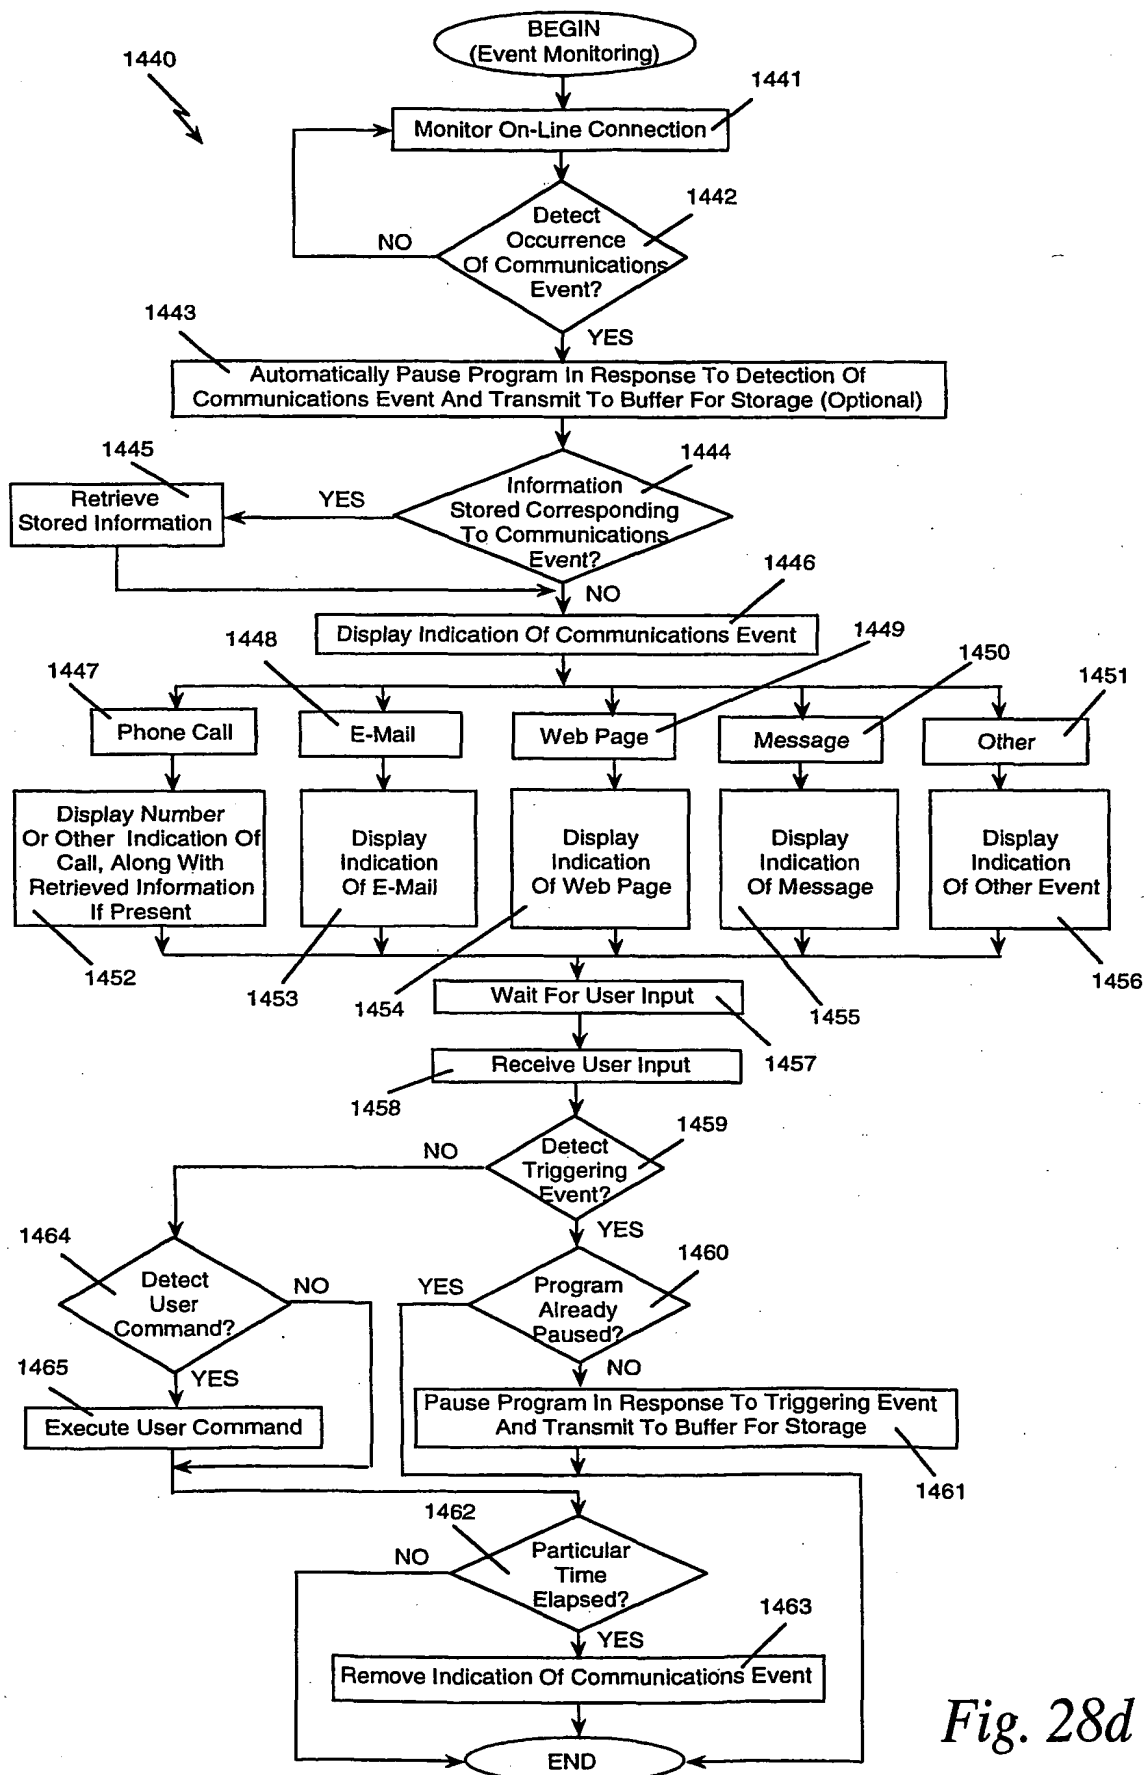 BEGIN
(Event Monitoring)
1440
1441
Monitor On-Line Connection
1442
Detect
Occurrence
Of Communications
Event?
NO
YES
1443
Automatically Pause Program In Response To Detection Of
Communications Event And Transmit To Buffer For Storage (Optional)
1445
1444
Retrieve
Stored Information
YES
Information
Stored Corresponding
To Communications
Event?
NO
1446
Display Indication Of Communications Event
1447
1448
1449
1450
1451
Phone Call
E-Mail
Web Page
Message
Other
Display Number
Or Other Indication Of
Call, Along With
Retrieved Information
If Present
Display
Indication
Of E-Mail
Display
Indication
Of Web Page
Display
Indication
Of Message
Display
Indication
Of Other Event
1452
1453
1454
1455
1456
Wait For User Input
1457
Receive User Input
1458
1459
Detect
Triggering
Event?
NO
YES
1464
1460
Detect
User
Command?
NO
YES
YES
Program
Already
Paused?
NO
1465
Execute User Command
Pause Program In Response To Triggering Event
And Transmit To Buffer For Storage
1461
1462
Particular
Time
Elapsed?
NO
YES
1463
Remove Indication Of Communications Event
END
Fig. 28d